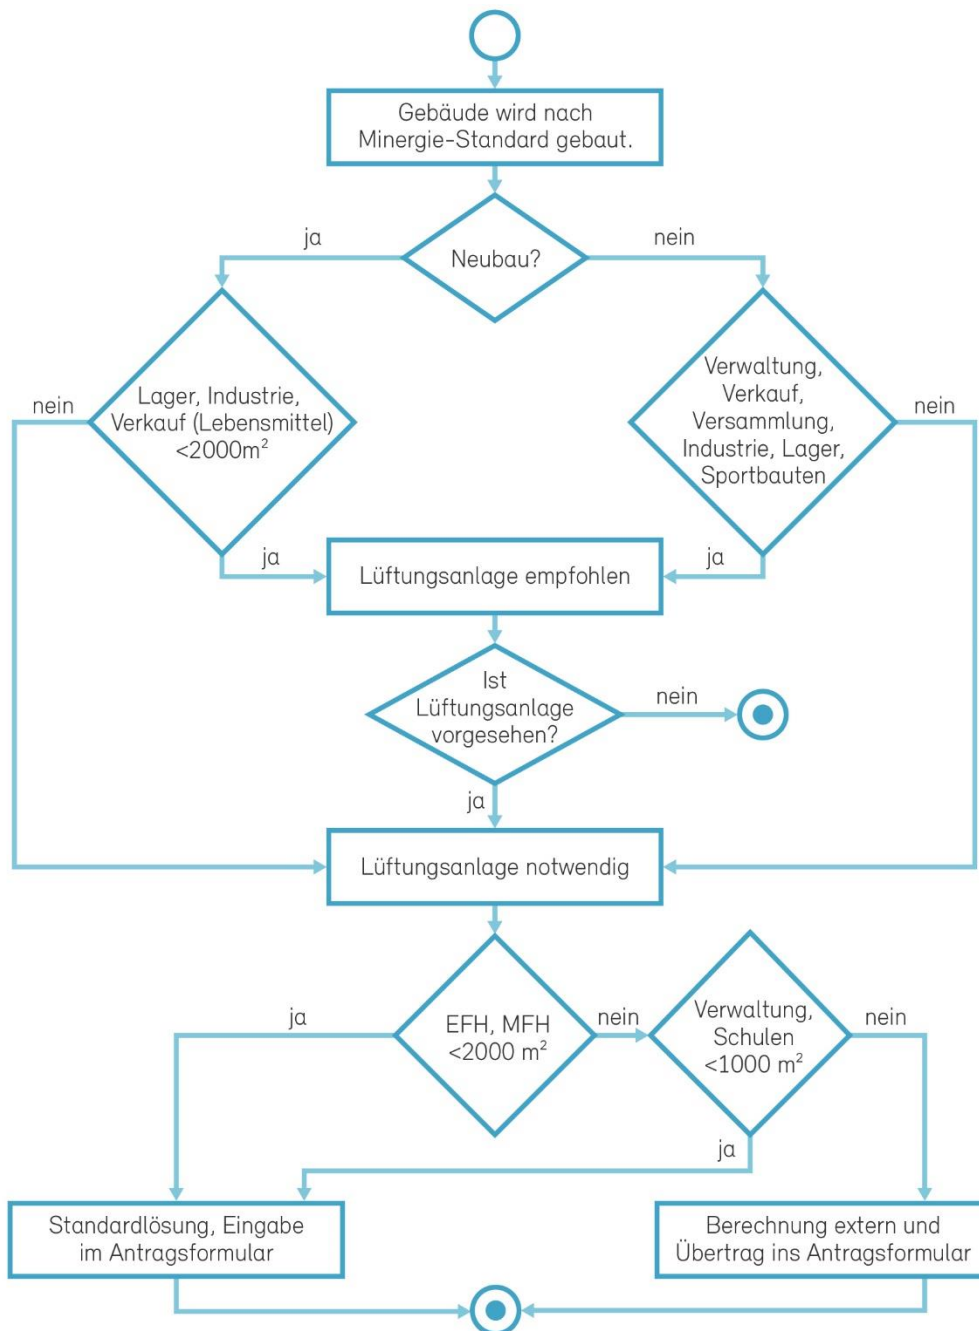 Gebäude wird nach
Minergie-Standard gebaut.
ja
nein
Neubau?
nein
Lager, Industrie,
Verkauf (Lebensmittel)
<2000m²
Verwaltung,
Verkauf,
Versammlung,
Industrie, Lager,
Sportbauten
nein
ja
Lüftungsanlage empfohlen
ja
Ist
Lüftungsanlage
vorgesehen?
nein
ja
Lüftungsanlage notwendig
ja
EFH, MFH
<2000 m²
nein
Verwaltung,
Schulen
<1000 m²
nein
ja
Standardlösung, Eingabe
im Antragsformular
Berechnung extern und
Übertrag ins Antragsformular